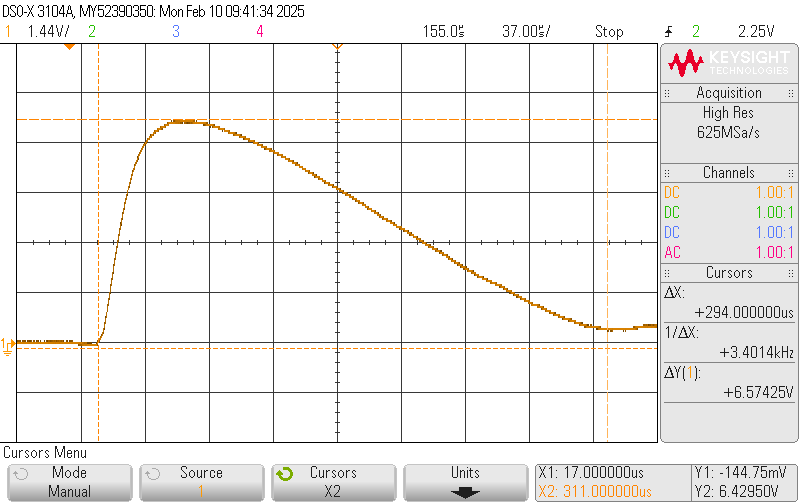 DSO-X 3104A, MY52390350: Mon Feb 10 09:41:34 2025
1 1.44V/ 2 3 4 155.0s 37.00s/ Stop 2 2.25V
KEYSIGHT
TECHNOLOGIES
Acquisition
High Res
625MSa/s
Channels
DC 1.00:1
DC 1.00:1
DC 1.00:1
AC 1.00:1
Cursors
ΔX:
+294.000000us
1/ΔX:
+3.4014kHz
ΔY(1):
+6.57425V
1
Cursors Menu
Mode
Manual
Source
1
Cursors
X2
Units
X1: 17.000000us
X2: 311.000000us
Y1: -144.75mV
Y2: 6.42950V